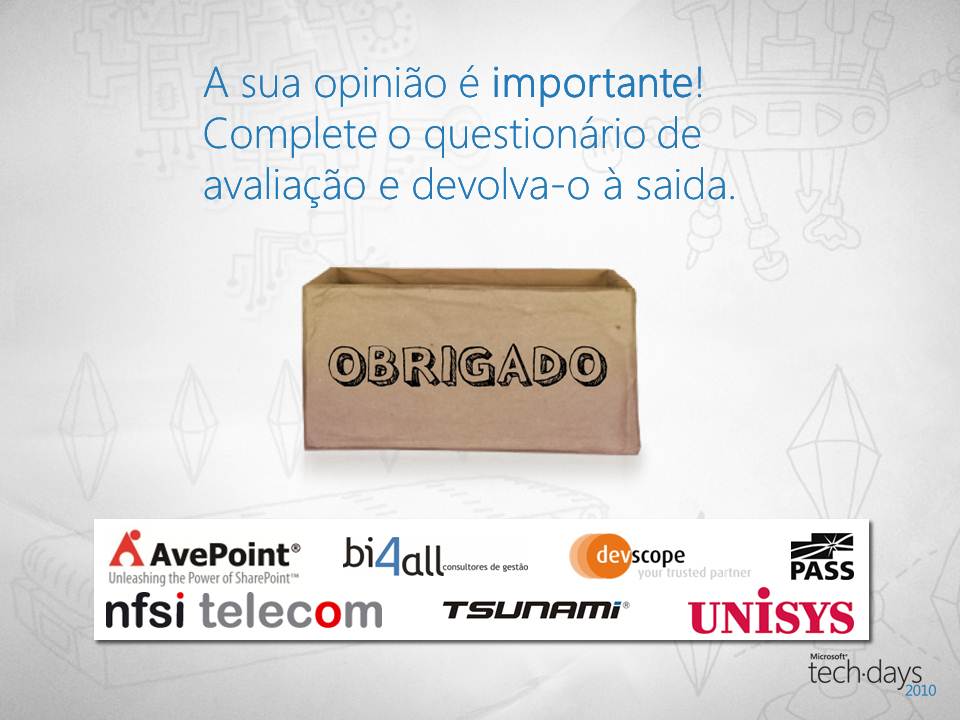 A sua opinião é importante!
Complete o questionário de
avaliação e devolva-o à saida.
OBRIGADO
AvePoint®
Unleashing the Power of SharePoint™
bi4all consultores de gestão
devscope
your trusted partner
PASS
nfsi telecom
TSUNAMi®
UNiSYS
Microsoft®
tech·days
2010